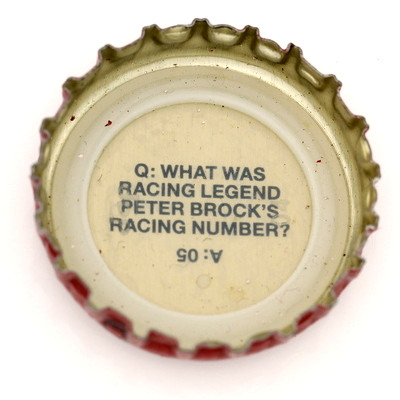 Q: WHAT WAS
RACING LEGEND
PETER BROCK'S
RACING NUMBER?
A: 05